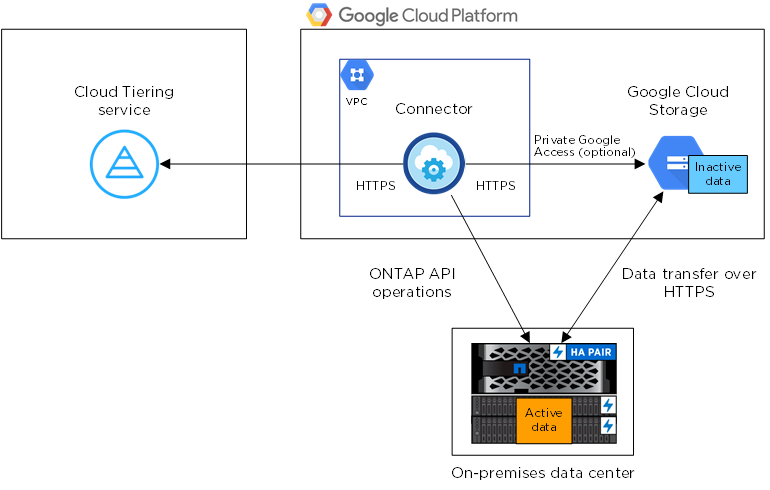 Google Cloud Platform
Cloud Tiering
service
VPC
Connector
Google Cloud
Storage
Private Google
Access (optional)
Inactive
data
HTTPS
HTTPS
ONTAP API
operations
Data transfer over
HTTPS
HA PAIR
Active
data
On-premises data center